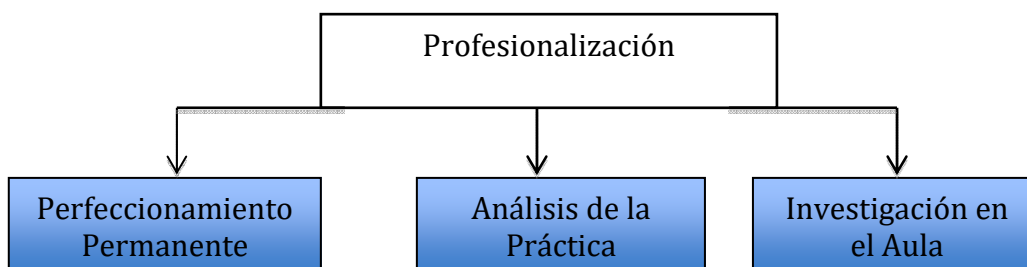 Profesionalización
Perfeccionamiento
Permanente
Análisis de la
Práctica
Investigación en
el Aula